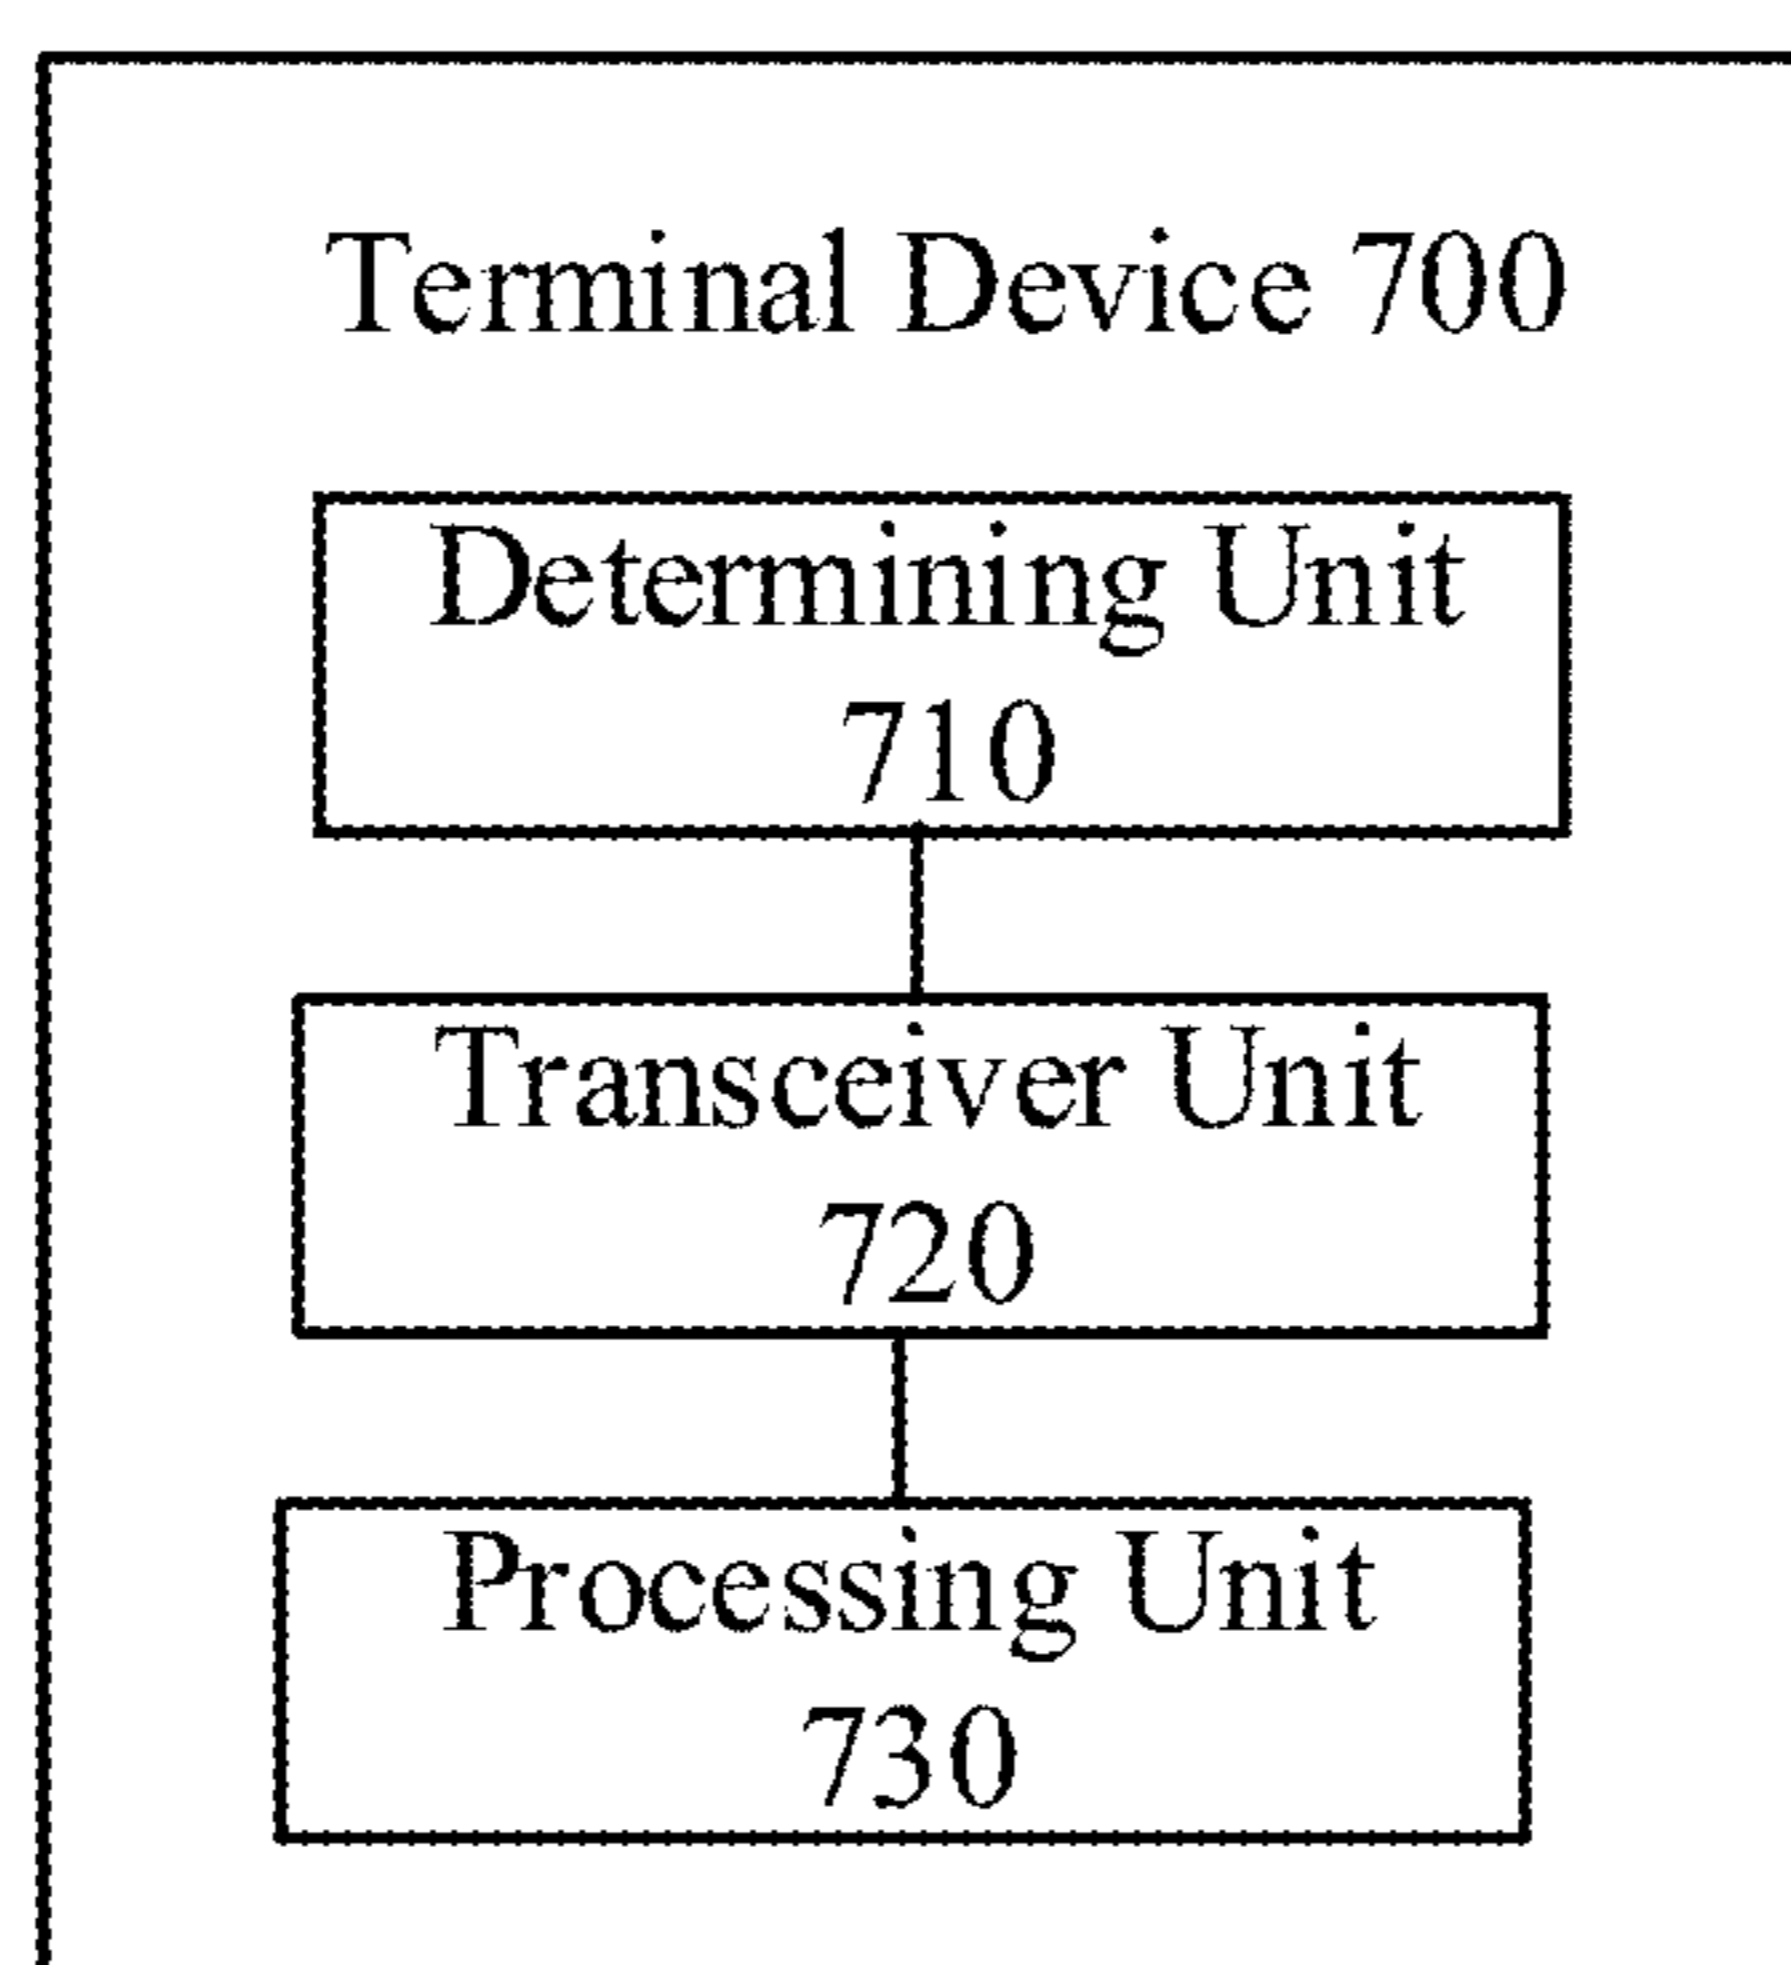 Terminal Device 700
Determining Unit
710
Transceiver Unit
720
Processing Unit
730